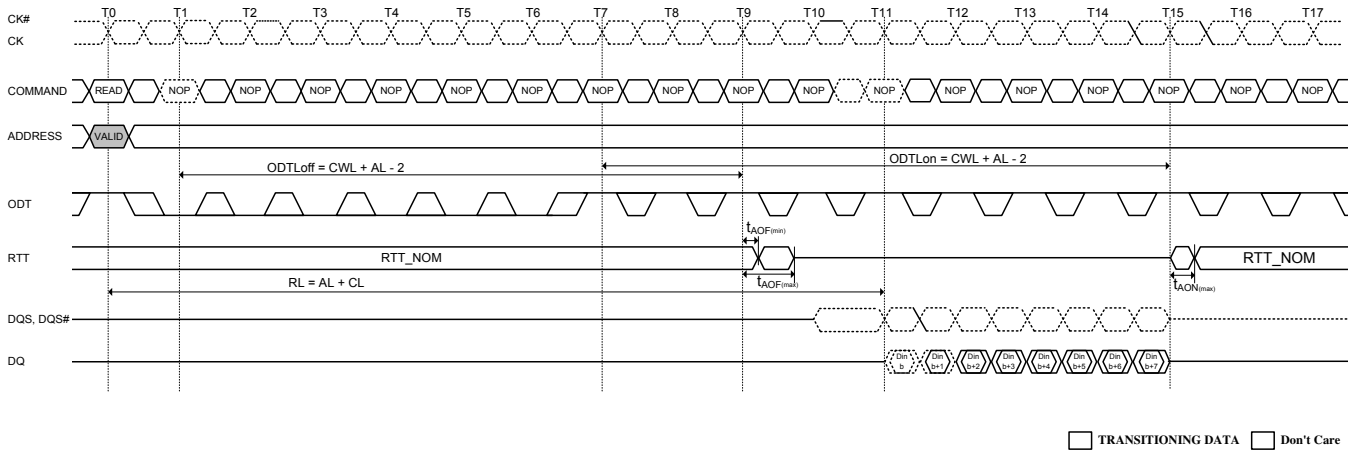 T0 T1 T2 T3 T4 T5 T6 T7 T8 T9 T10 T11 T12 T13 T14 T15 T16 T17
CK#
CK
COMMAND READ NOP NOP NOP NOP NOP NOP NOP NOP NOP NOP NOP NOP NOP NOP NOP NOP NOP
ADDRESS VALID
ODTLoff = CWL + AL - 2 ODTLon = CWL + AL - 2
ODT
tAOF(min)
RTT RTT_NOM RTT_NOM
tAOF(max) tAON(max)
RL = AL + CL
DQS, DQS#
DQ Din b Din b+1 Din b+2 Din b+3 Din b+4 Din b+5 Din b+6 Din b+7
TRANSITIONING DATA Don't Care